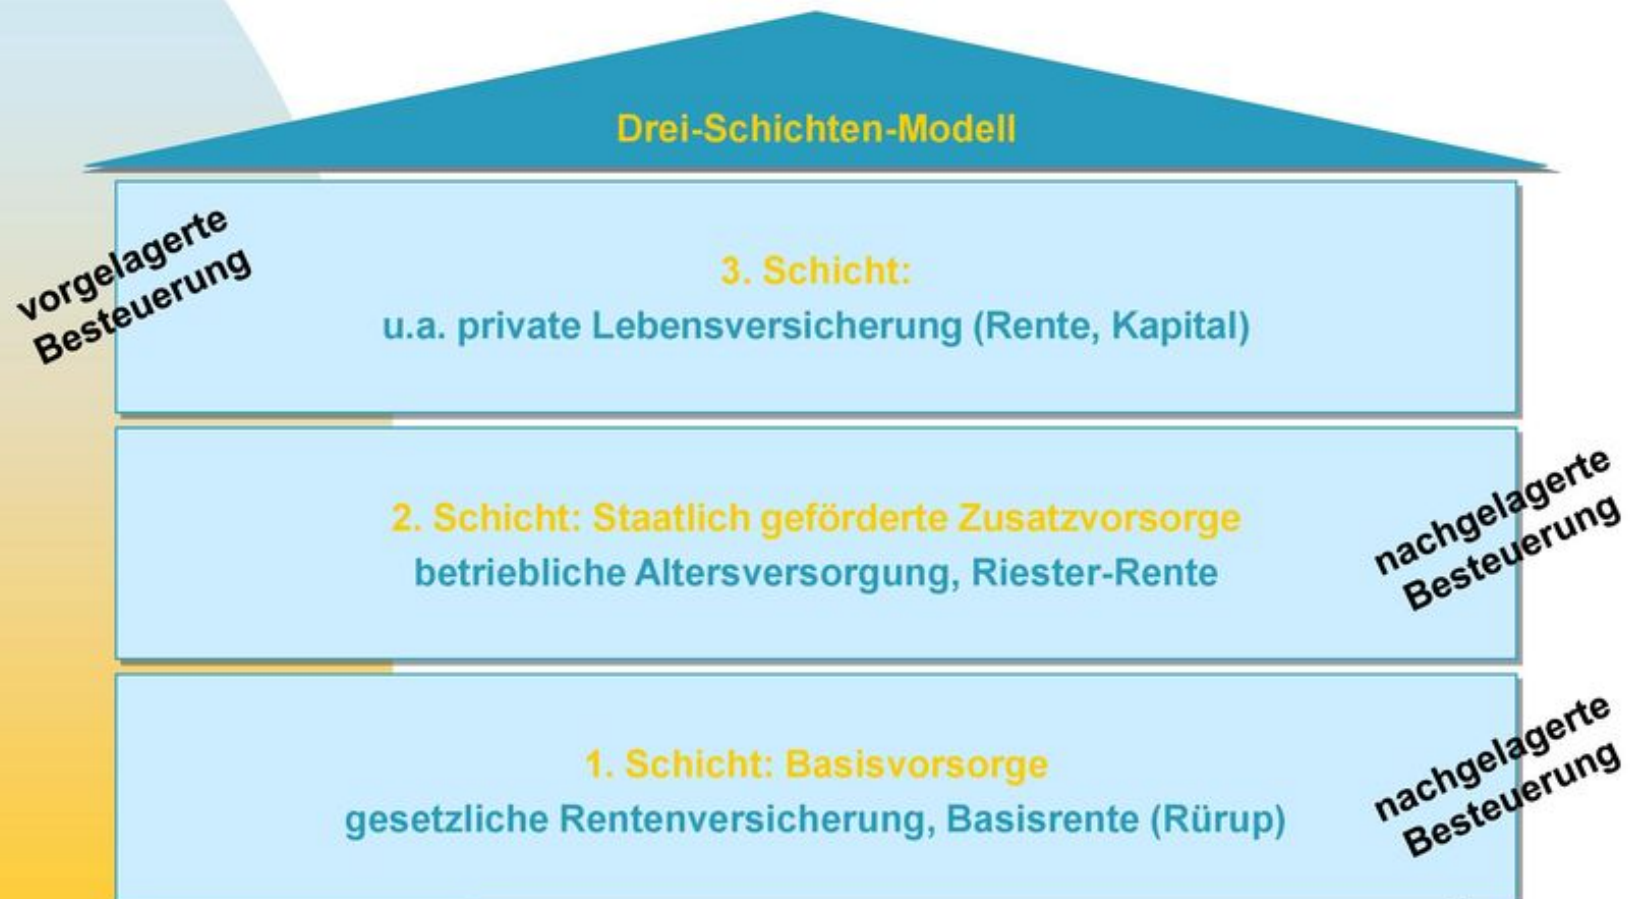 Drei-Schichten-Modell
vorgelagerte
Besteuerung
3. Schicht:
u.a. private Lebensversicherung (Rente, Kapital)
2. Schicht: Staatlich geförderte Zusatzvorsorge
betriebliche Altersversorgung, Riester-Rente
nachgelagerte
Besteuerung
1. Schicht: Basisvorsorge
gesetzliche Rentenversicherung, Basisrente (Rürup)
nachgelagerte
Besteuerung